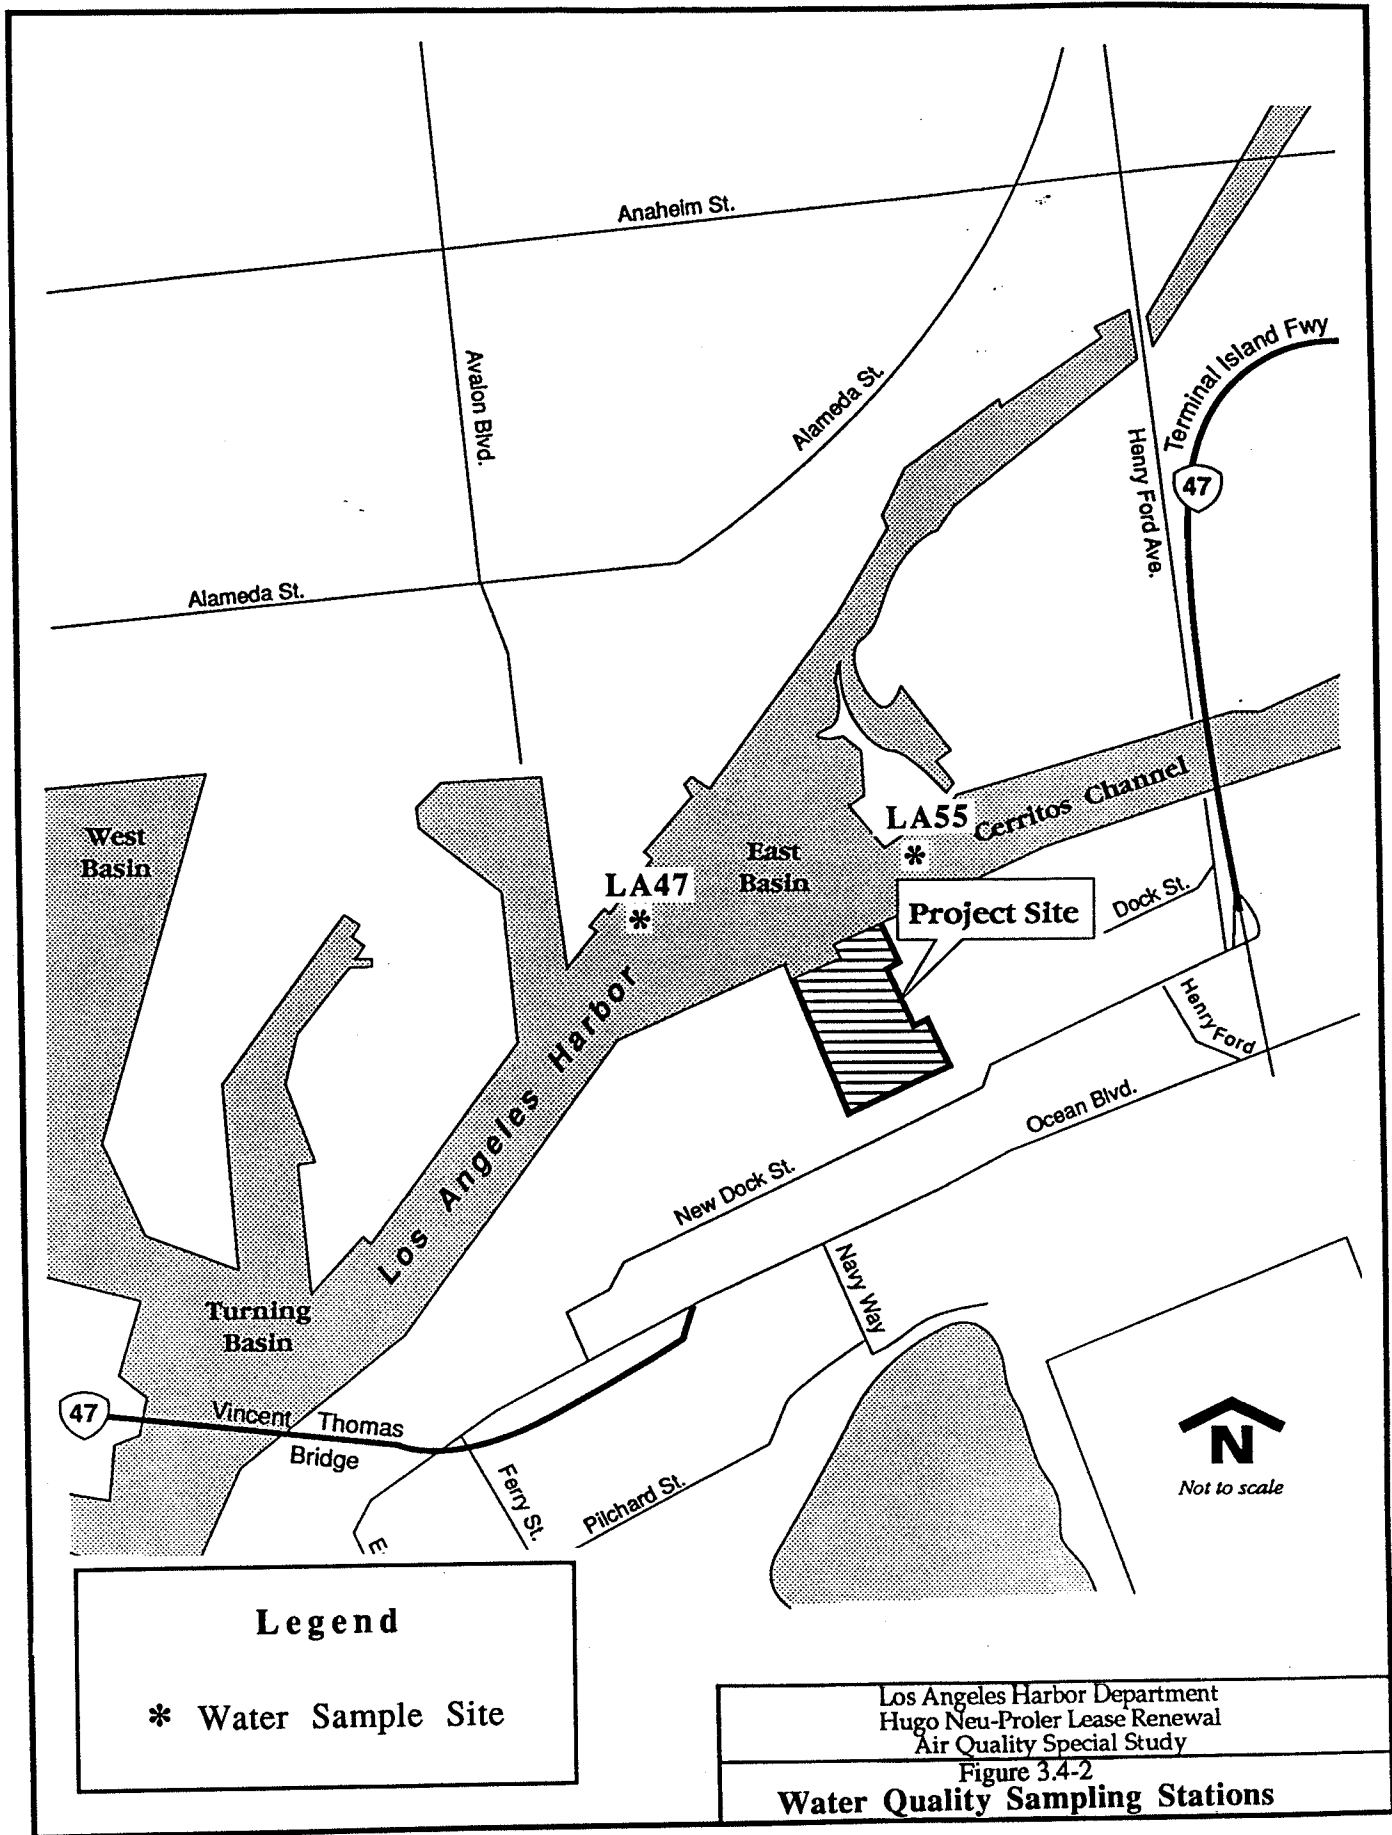 Anaheim St.
Terminal Island Fwy
Avalon Blvd.
Alameda St.
Henry Ford Ave.
47
Alameda St.
West
Basin
East
Basin
LA55
Cerritos Channel
LA47
Project Site
Dock St.
Los Angeles Harbor
Henry Ford
Ocean Blvd.
New Dock St.
Navy Way
Turning
Basin
47
Vincent Thomas
Bridge
Ferry St.
Pilchard St.
N
Not to scale
Legend
* Water Sample Site
Los Angeles Harbor Department
Hugo Neu-Proler Lease Renewal
Air Quality Special Study
Figure 3.4-2
Water Quality Sampling Stations